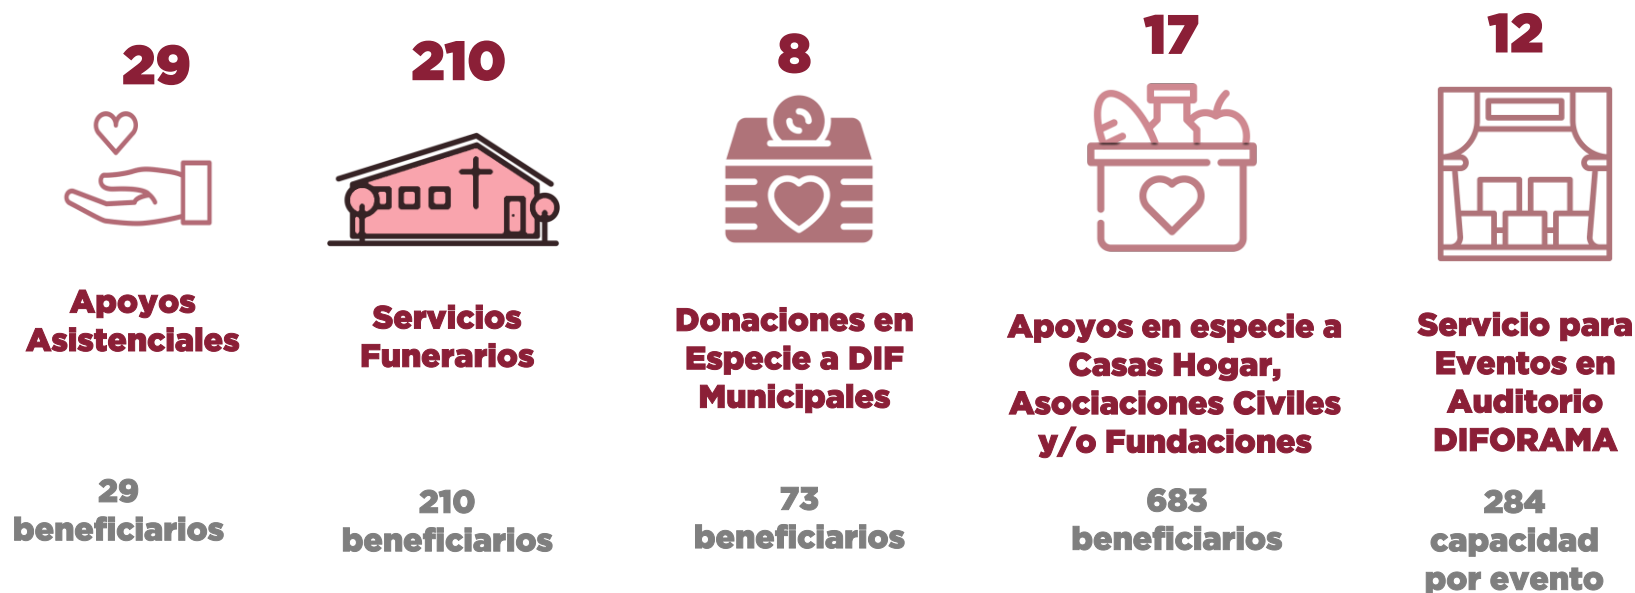 29
Apoyos
Asistenciales
29
beneficiarios
210
Servicios
Funerarios
210
beneficiarios
8
Donaciones en
Especie a DIF
Municipales
73
beneficiarios
17
Apoyos en especie a
Casas Hogar,
Asociaciones Civiles
y/o Fundaciones
683
beneficiarios
12
Servicio para
Eventos en
Auditorio
DIFORAMA
284
capacidad
por evento